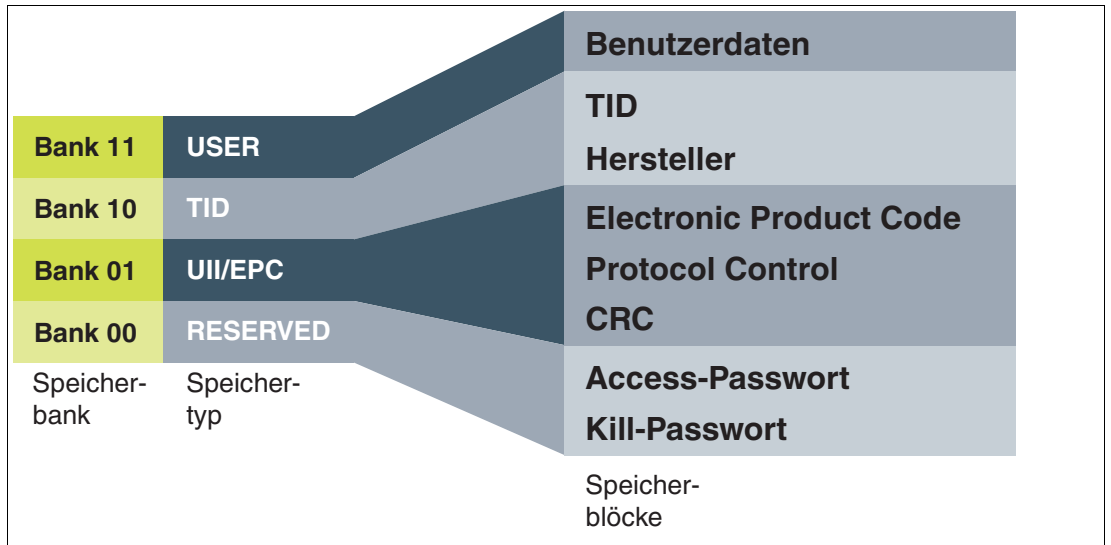 Benutzerdaten
TID
Hersteller
Bank 11 USER
Bank 10 TID
Electronic Product Code
Bank 01 UII/EPC
Protocol Control
CRC
Bank 00 RESERVED
Access-Passwort
Kill-Passwort
Speicher-
bank
Speicher-
typ
Speicher-
blöcke